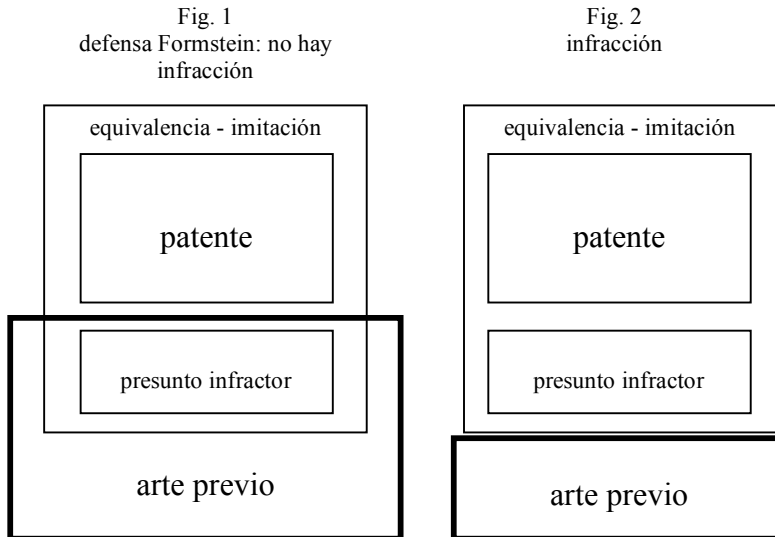 Fig. 1
defensa Formstein: no hay
infracción
equivalencia - imitación
patente
presunto infractor
arte previo
Fig. 2
infracción
equivalencia - imitación
patente
presunto infractor
arte previo